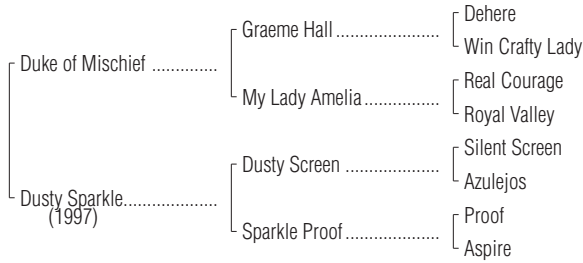 Dehere
Graeme Hall ......................
Win Crafty Lady
Duke of Mischief ..............
Real Courage
My Lady Amelia ................
Royal Valley
Silent Screen
Dusty Screen ....................
Azulejos
Dusty Sparkle....................
(1997)
Proof
Sparkle Proof ....................
Aspire